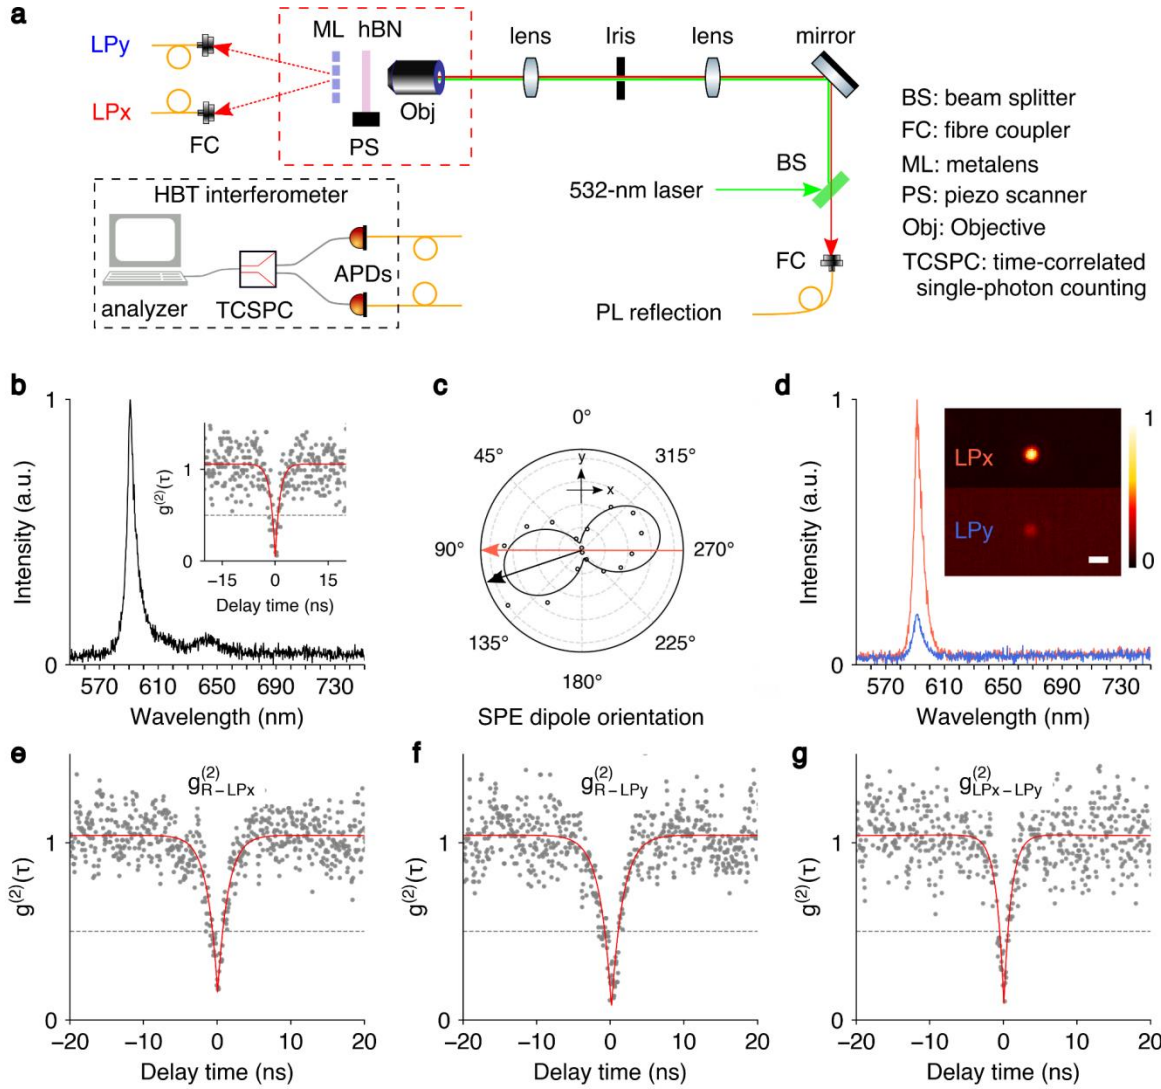 a
LPy
LPx
FC
ML
hBN
PS
Obj
lens
Iris
lens
mirror
BS
532-nm laser
FC
PL reflection
BS: beam splitter
FC: fibre coupler
ML: metalens
PS: piezo scanner
Obj: Objective
TCSPC: time-correlated
single-photon counting
HBT interferometer
analyzer
TCSPC
APDs
b
Intensity (a.u.)
1
0
570 610 650 690 730
Wavelength (nm)
g(2)(τ)
1
0
−15 0 15
Delay time (ns)
c
0°
45°
315°
90°
270°
135°
225°
180°
y
x
SPE dipole orientation
d
Intensity (a.u.)
1
0
570 610 650 690 730
Wavelength (nm)
LPx
LPy
1
0
e
g(2)R−LPx
g(2)(τ)
1
0
−20 −10 0 10 20
Delay time (ns)
f
g(2)R−LPy
g(2)(τ)
1
0
−20 −10 0 10 20
Delay time (ns)
g
g(2)LPx−LPy
g(2)(τ)
1
0
−20 −10 0 10 20
Delay time (ns)